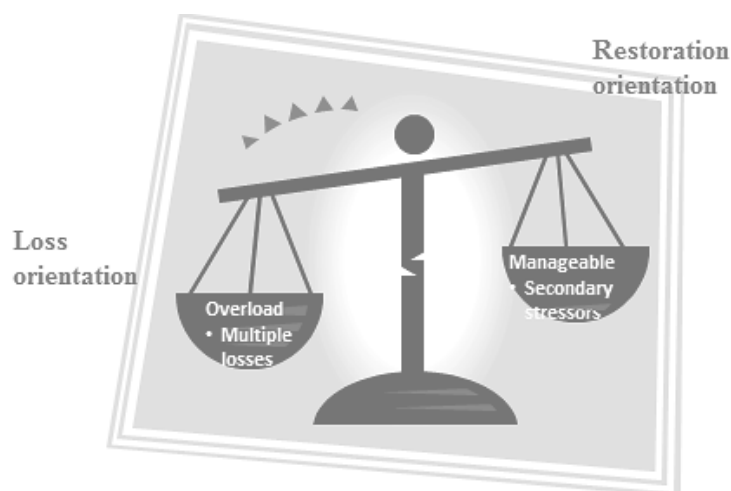 Restoration
orientation
Loss
orientation
Manageable
• Secondary
stressors
Overload
• Multiple
losses